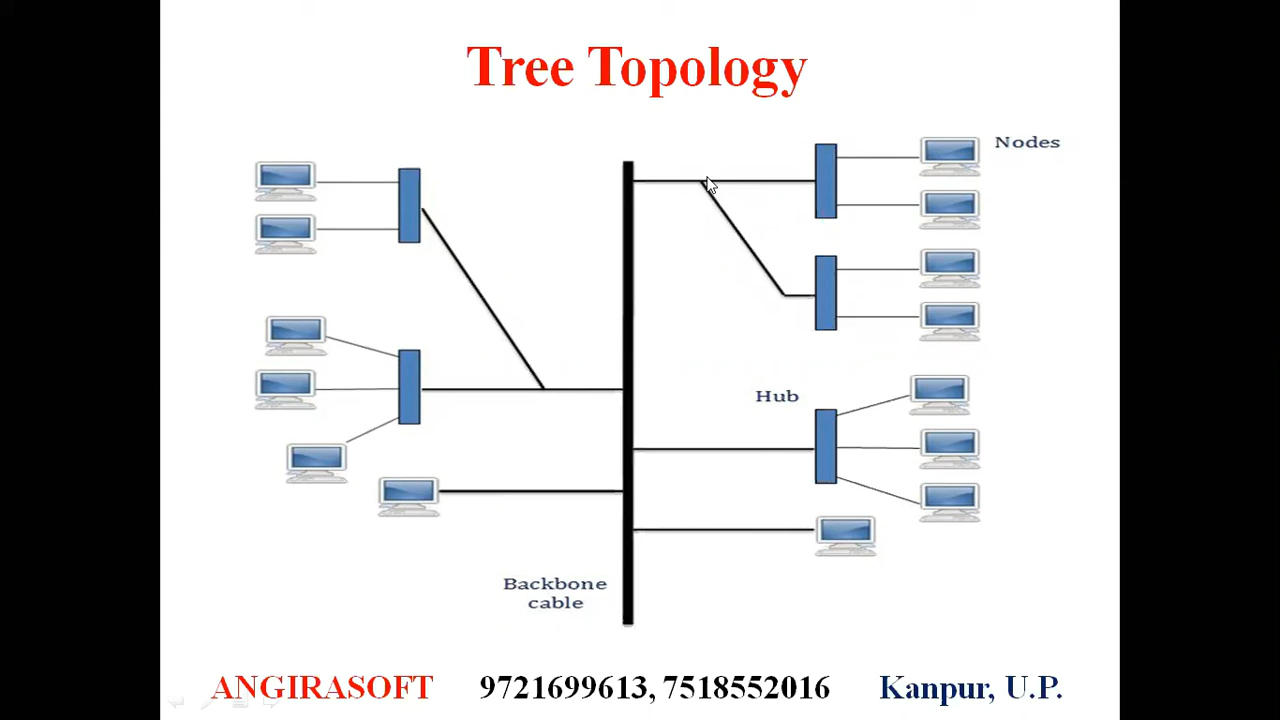 Tree Topology
Nodes
Hub
Backbone
cable
ANGIRASOFT 9721699613, 7518552016 Kanpur, U.P.